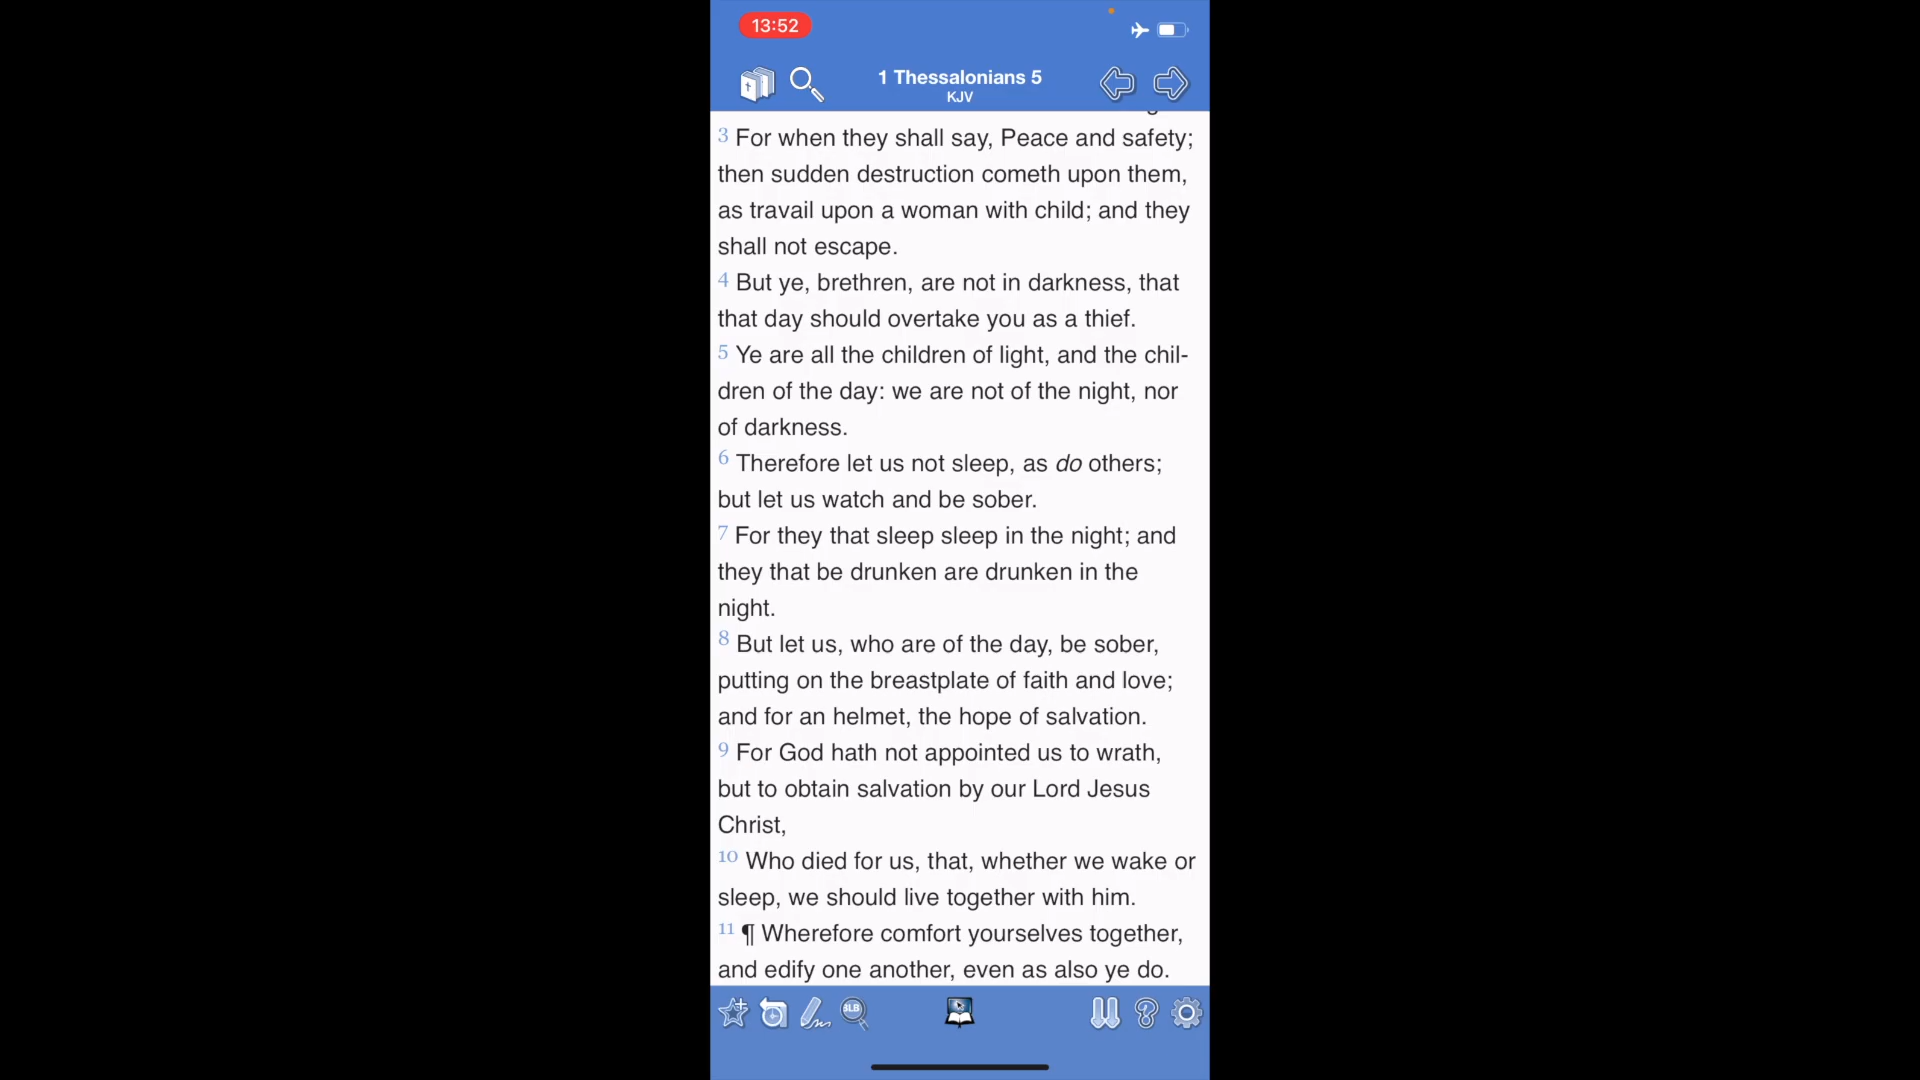 13:52
1 Thessalonians 5
KJV
3 For when they shall say, Peace and safety;
then sudden destruction cometh upon them,
as travail upon a woman with child; and they
shall not escape.
4 But ye, brethren, are not in darkness, that
that day should overtake you as a thief.
5 Ye are all the children of light, and the chil-
dren of the day: we are not of the night, nor
of darkness.
6 Therefore let us not sleep, as do others;
but let us watch and be sober.
7 For they that sleep sleep in the night; and
they that be drunken are drunken in the
night.
8 But let us, who are of the day, be sober,
putting on the breastplate of faith and love;
and for an helmet, the hope of salvation.
9 For God hath not appointed us to wrath,
but to obtain salvation by our Lord Jesus
Christ,
10 Who died for us, that, whether we wake or
sleep, we should live together with him.
11 ¶ Wherefore comfort yourselves together,
and edify one another, even as also ye do.
BLB